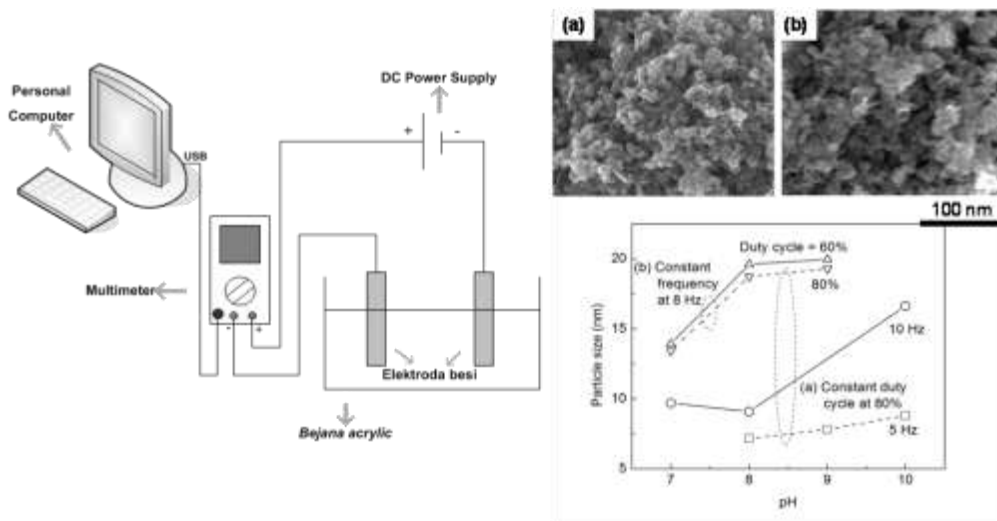 Personal
Computer
USB
DC Power Supply
+
-
Multimeter
-
+
Elektroda besi
Bejana acrylic
(a)
(b)
100 nm
Duty cycle = 60%
80%
(b) Constant
frequency
at 8 Hz
10 Hz
(a) Constant duty
cycle at 80%
5 Hz
Particle size (nm)
20
15
10
5
7
8
9
10
pH